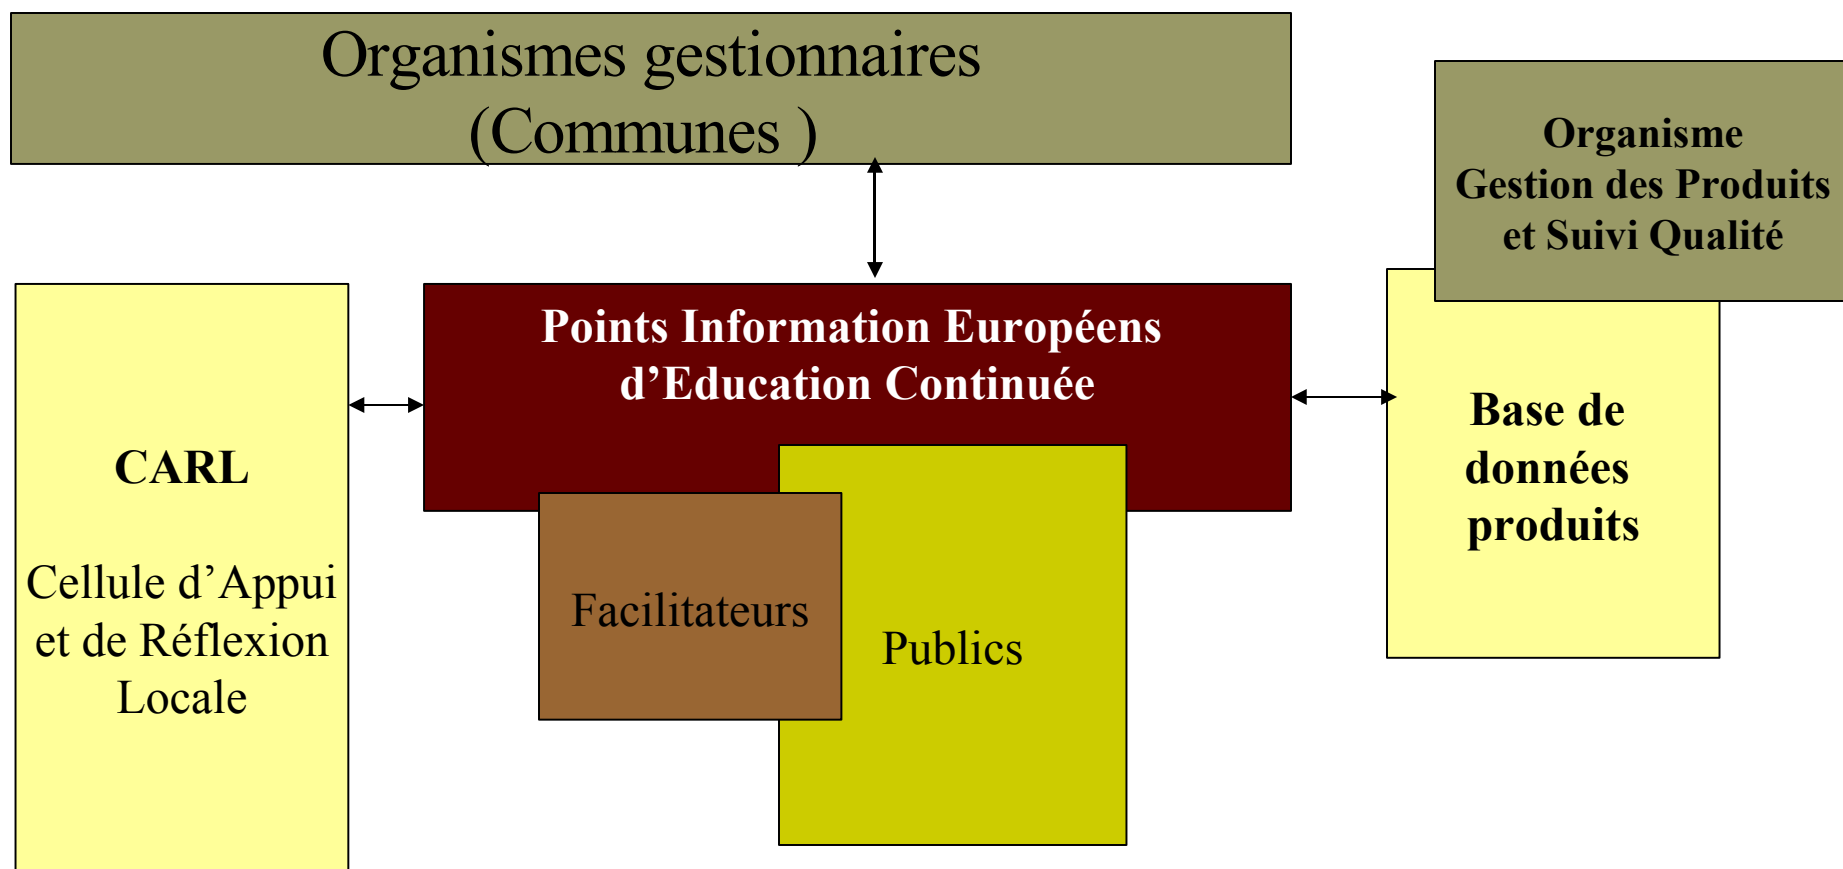 Organismes gestionnaires
(Communes )
Organisme
Gestion des Produits
et Suivi Qualité
Points Information Européens
d’Education Continuée
CARL
Cellule d’Appui
et de Réflexion
Locale
Facilitateurs
Publics
Base de
données
produits